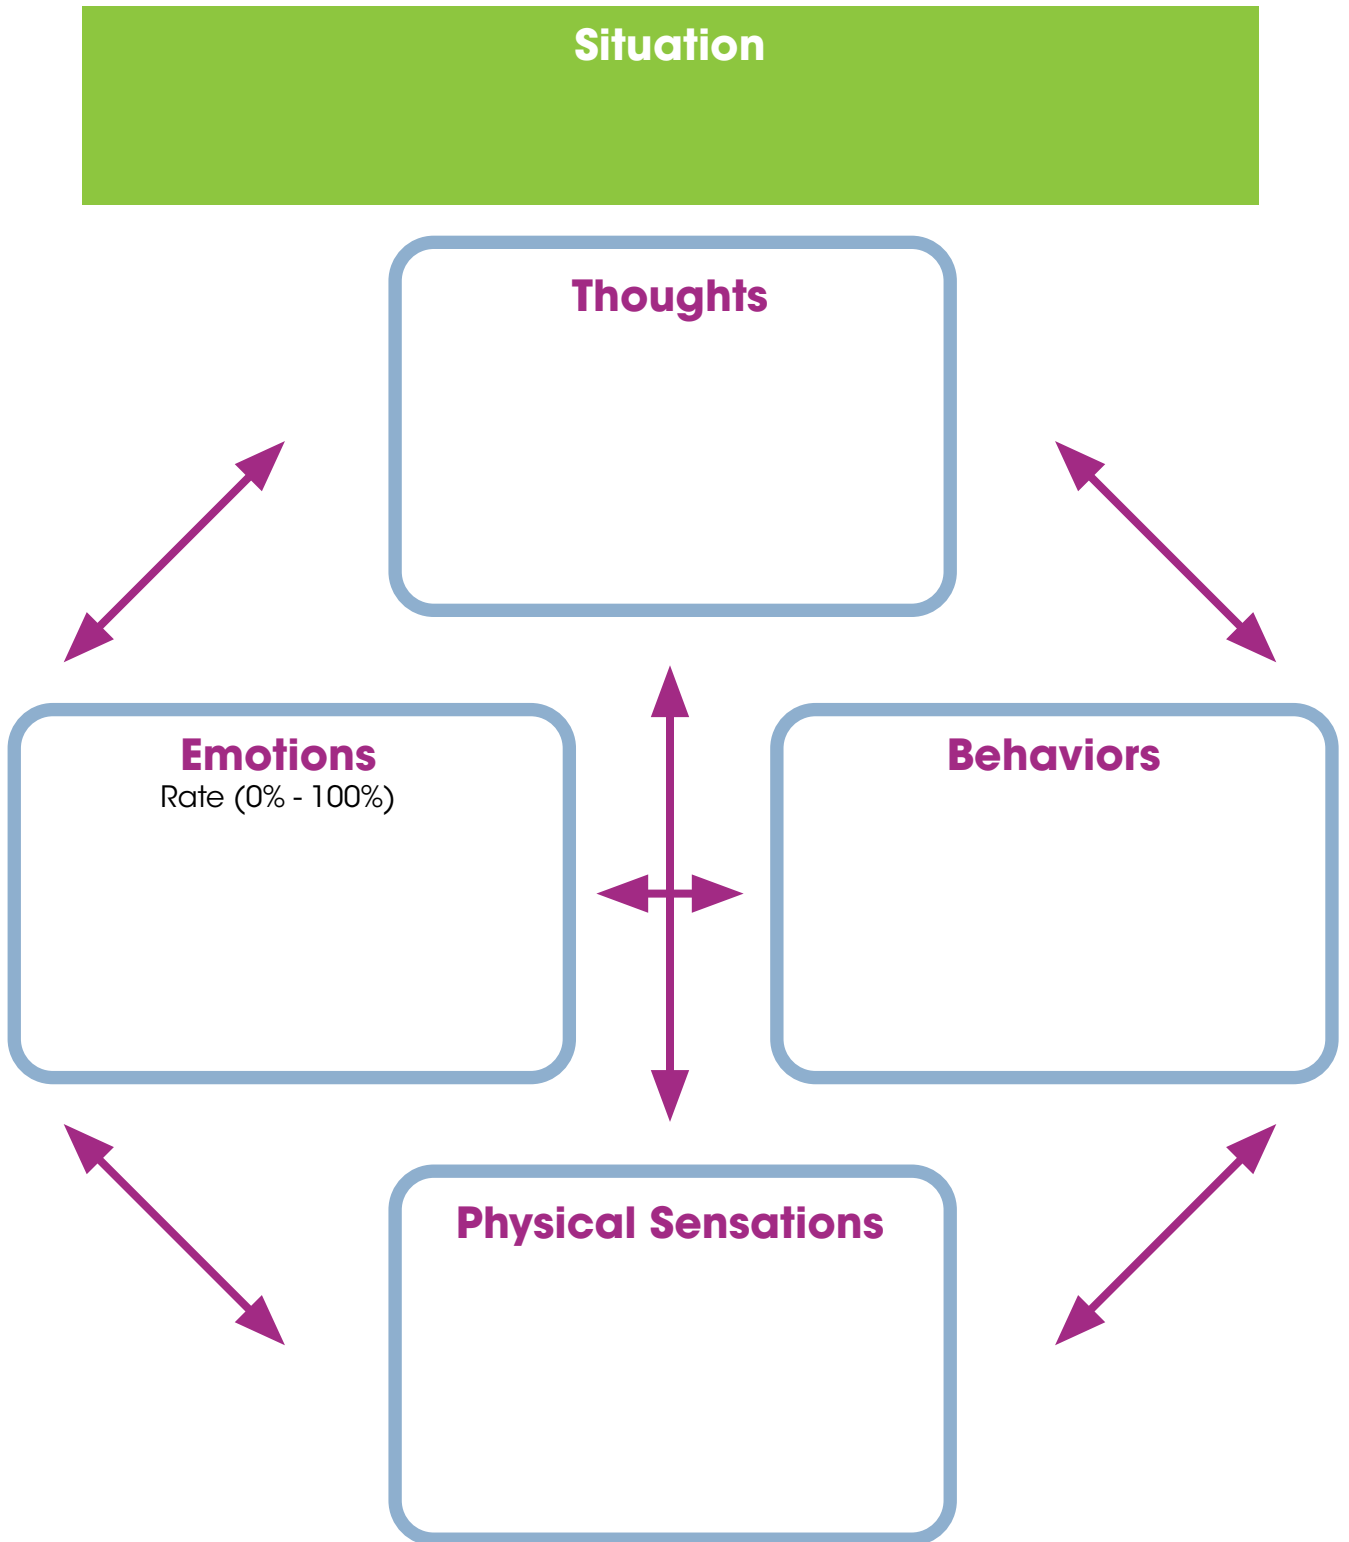 Situation
Thoughts
Emotions
Rate (0% - 100%)
Behaviors
Physical Sensations